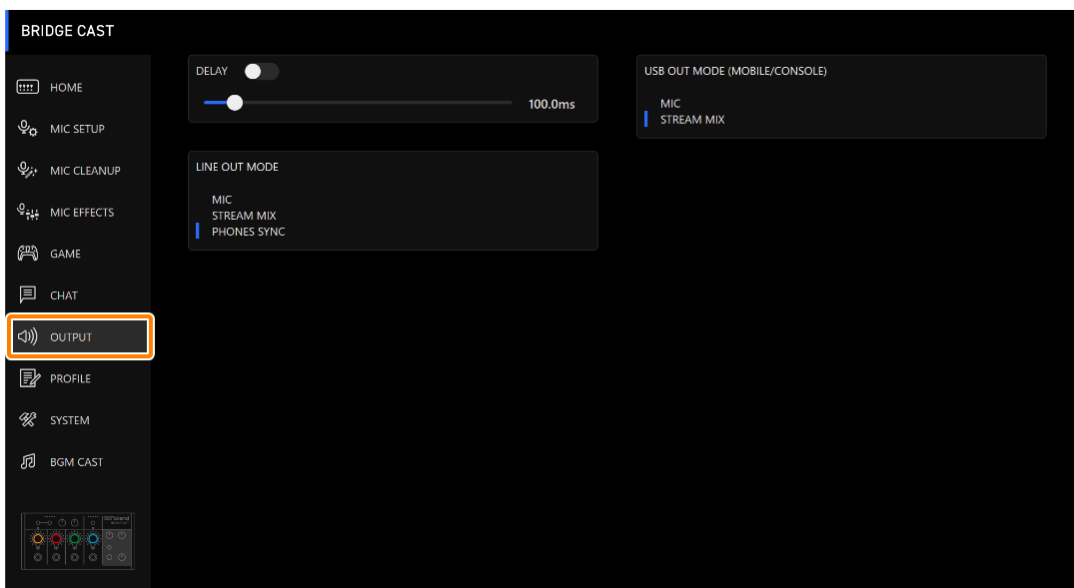 BRIDGE CAST
HOME
MIC SETUP
MIC CLEANUP
MIC EFFECTS
GAME
CHAT
OUTPUT
PROFILE
SYSTEM
BGM CAST
DELAY
100.0ms
LINE OUT MODE
MIC
STREAM MIX
PHONES SYNC
USB OUT MODE (MOBILE/CONSOLE)
MIC
STREAM MIX
Roland